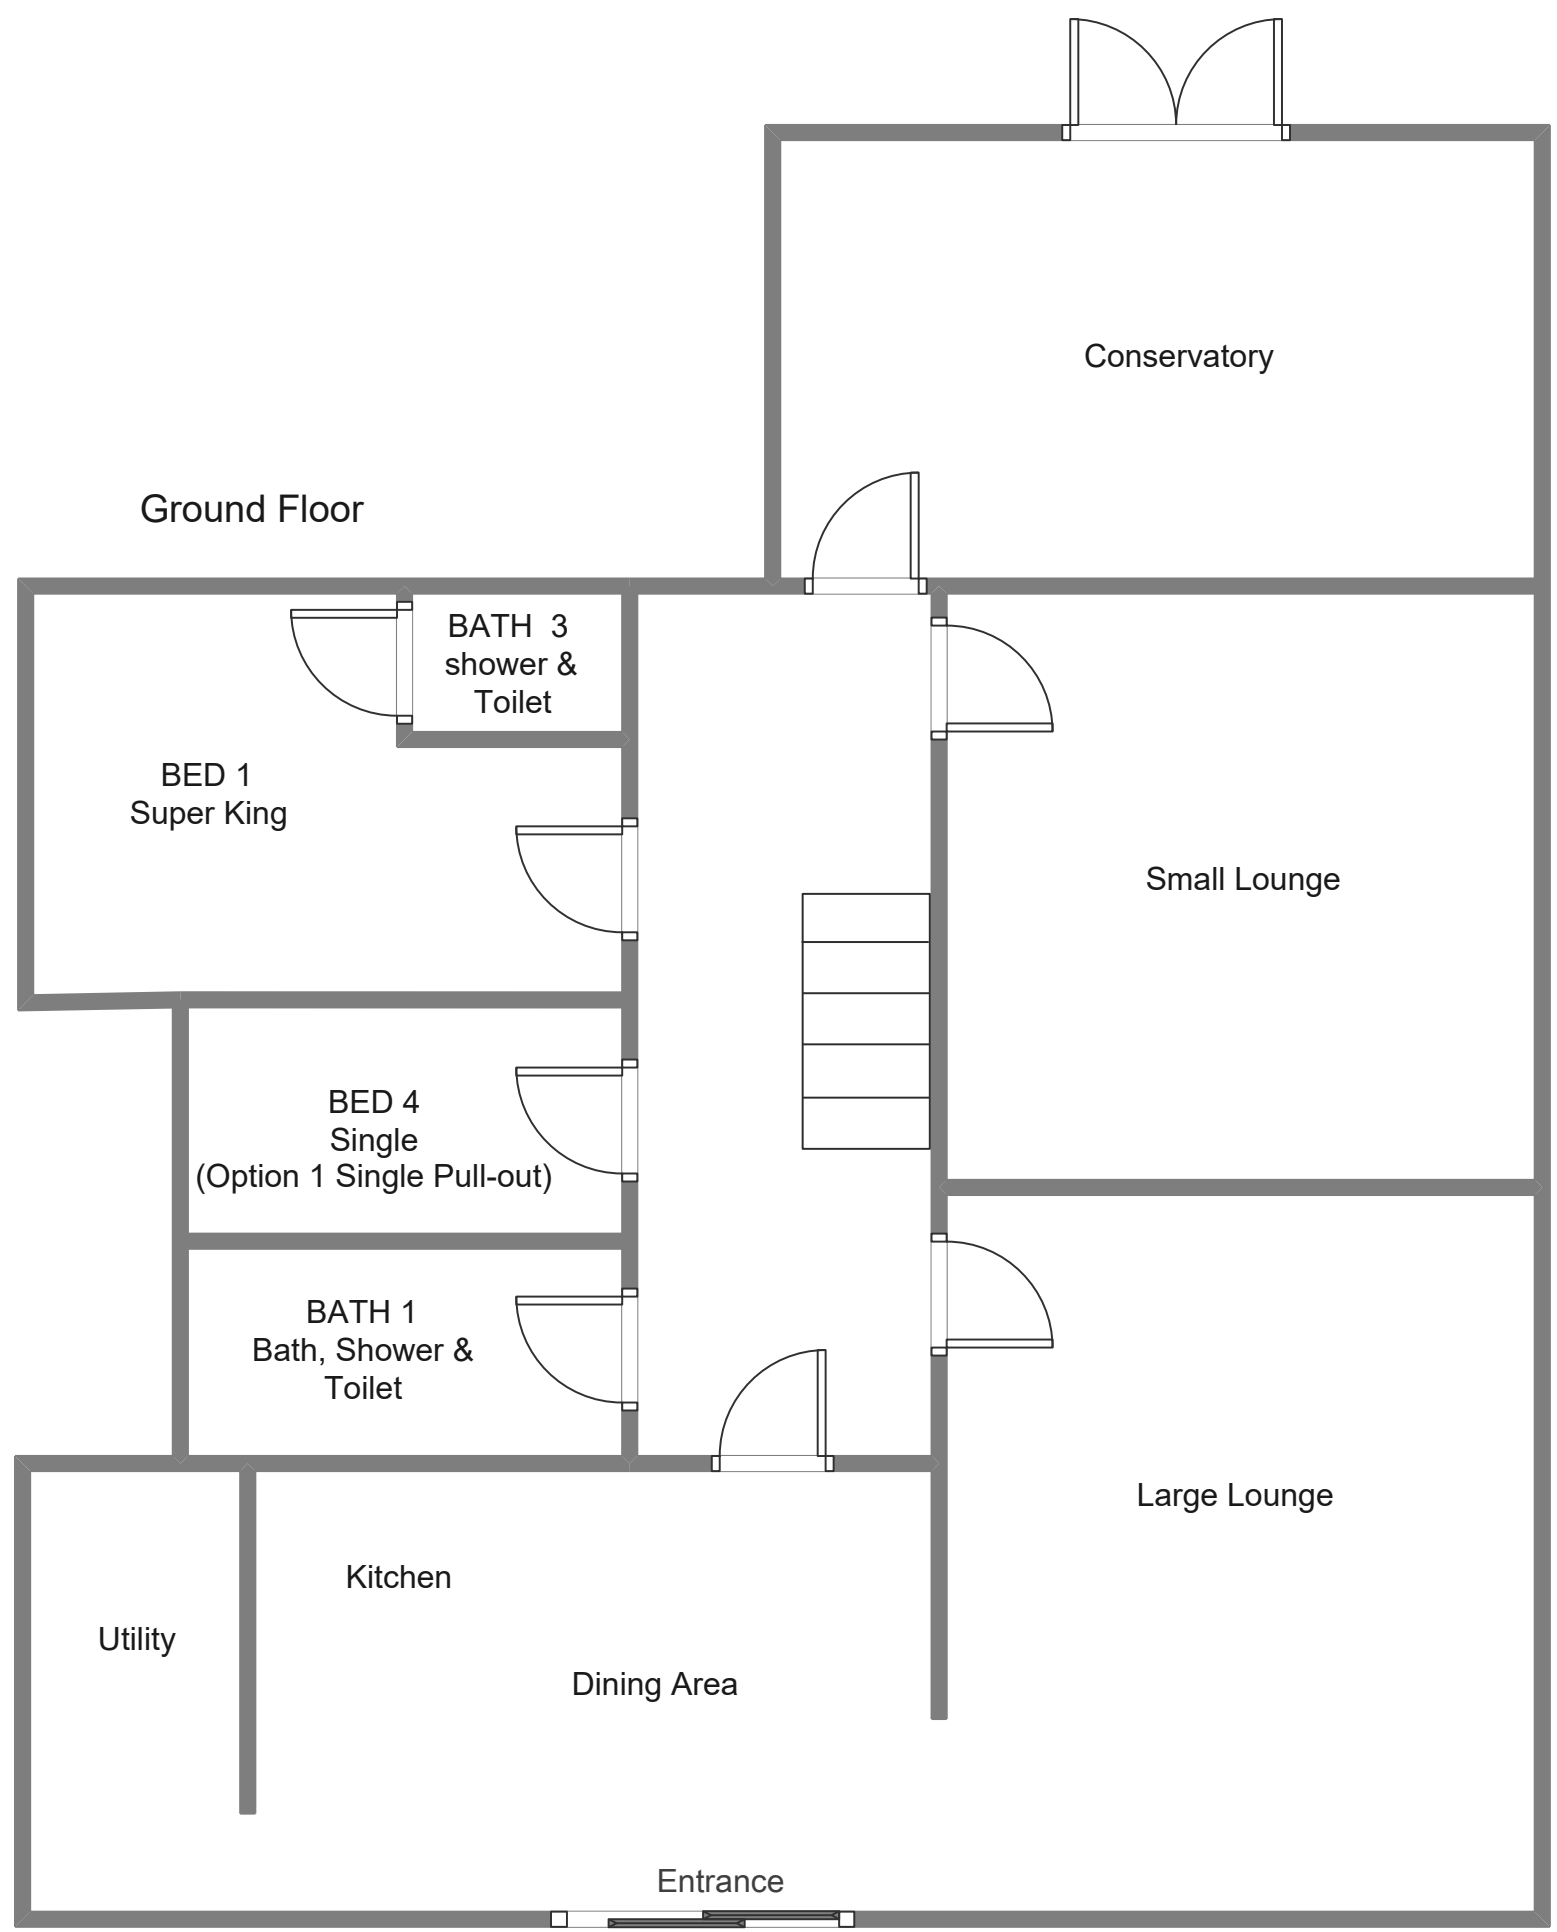 Conservatory
Ground Floor
BATH 3
shower &
Toilet
BED 1
Super King
Small Lounge
BED 4
Single
(Option 1 Single Pull-out)
BATH 1
Bath, Shower &
Toilet
Large Lounge
Kitchen
Utility
Dining Area
Entrance